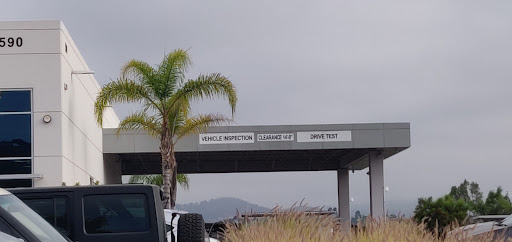 590
VEHICLE INSPECTION
CLEARANCE 14'-0"
DRIVE TEST